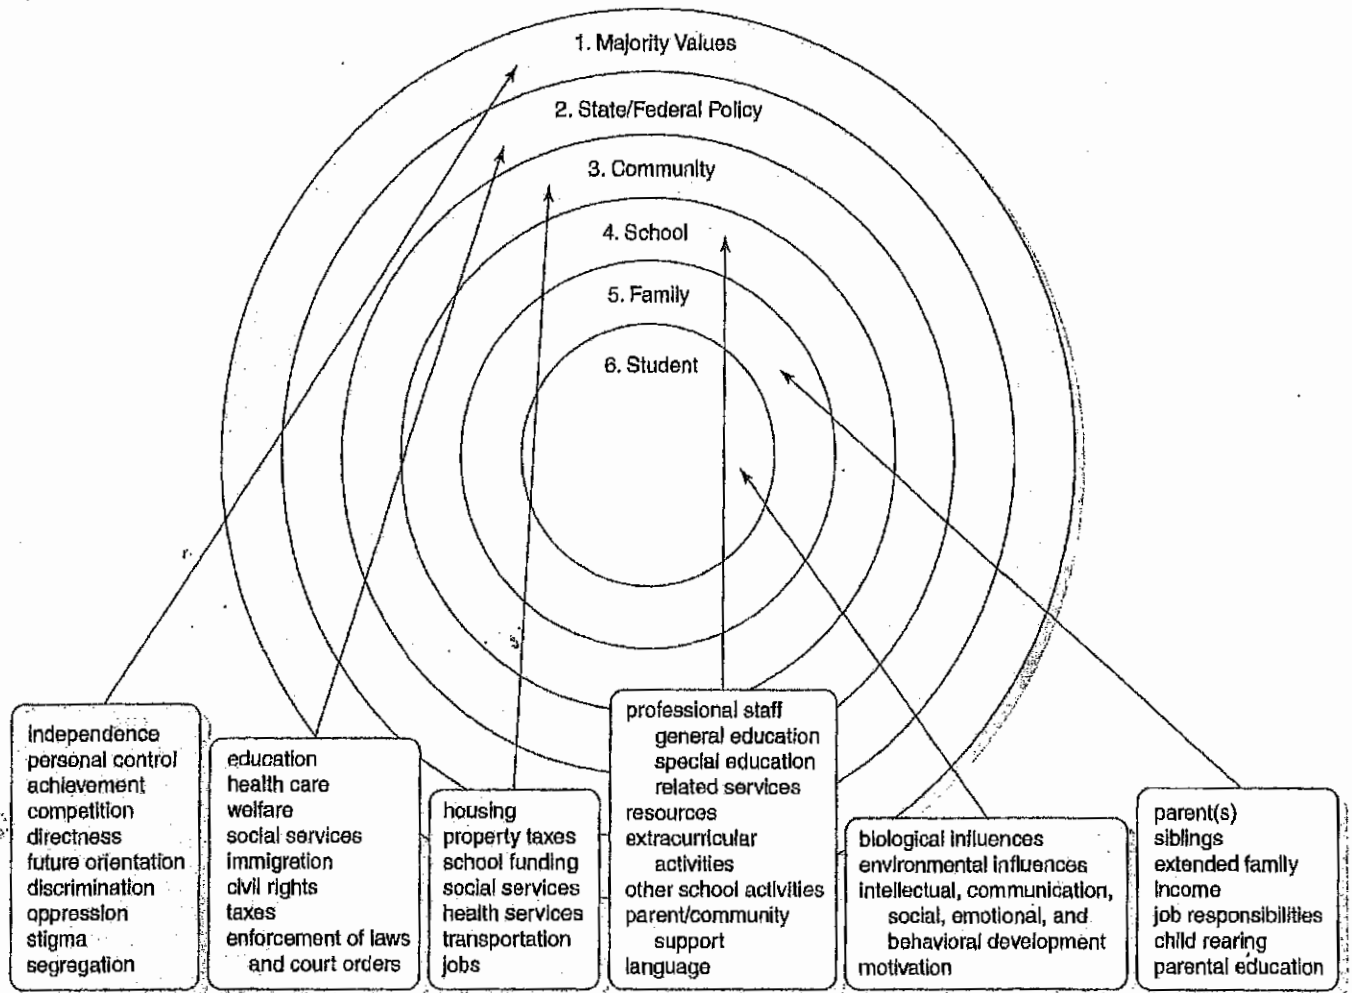 1. Majority Values
2. State/Federal Policy
3. Community
4. School
5. Family
6. Student
independence
personal control
achievement
competition
directness
future orientation
discrimination
oppression
stigma
segregation
education
health care
welfare
social services
immigration
civil rights
taxes
enforcement of laws
and court orders
housing
property taxes
school funding
social services
health services
transportation
jobs
professional staff
general education
special education
related services
resources
extracurricular
activities
other school activities
parent/community
support
language
biological influences
environmental influences
intellectual, communication,
social, emotional, and
behavioral development
motivation
parent(s)
siblings
extended family
income
job responsibilities
child rearing
parental education